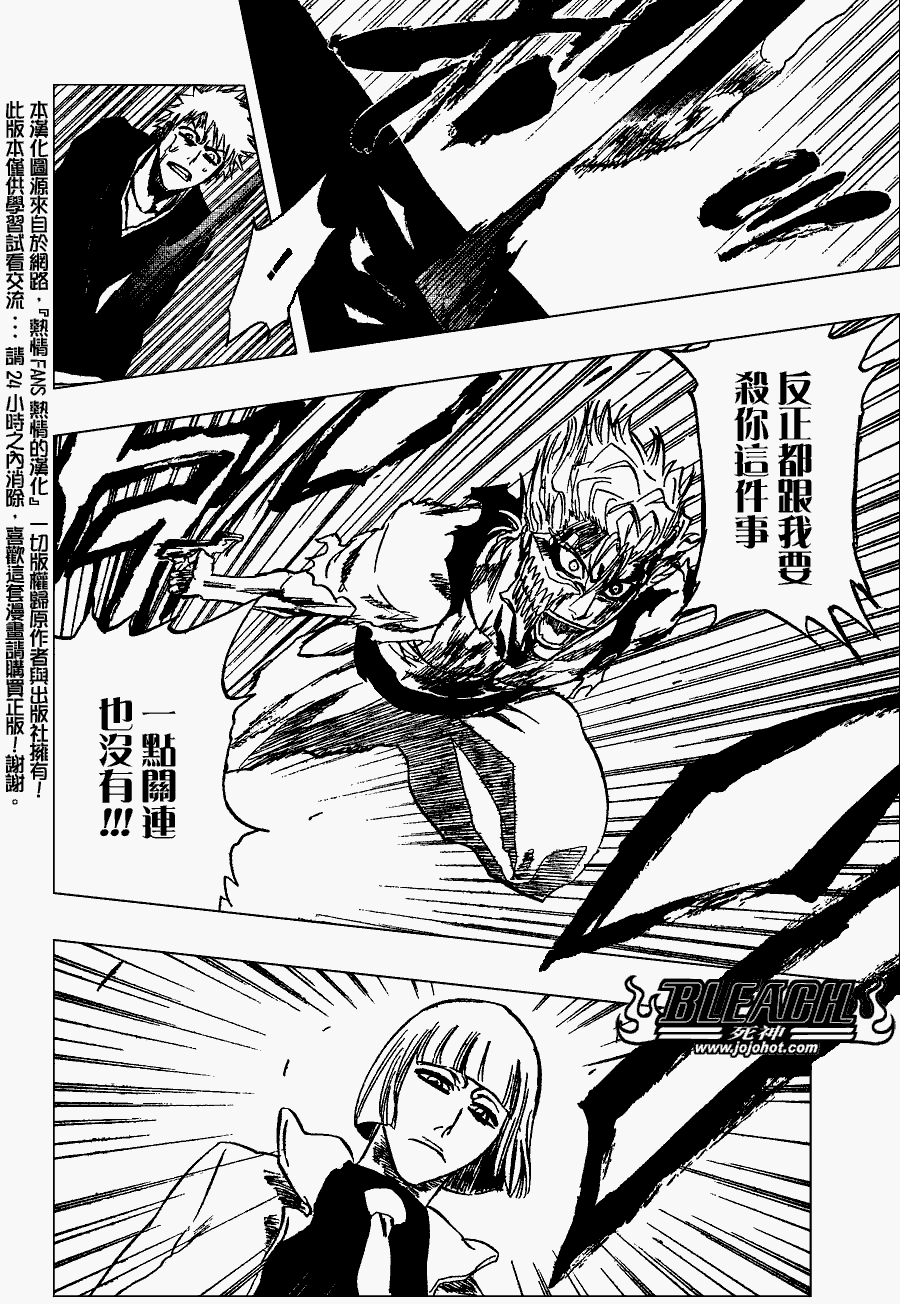 反正都跟我要
殺你這件事
一點關連
也沒有!!!
本漢化圖源來自於網路，『熱情FANS熱情的漢化』一切版權歸原作者與出版社擁有！
此版本僅供學習試看交流...請24小時之內消除，喜歡這套漫畫請購買正版！謝謝。
BLEACH
死神
www.jojohot.com